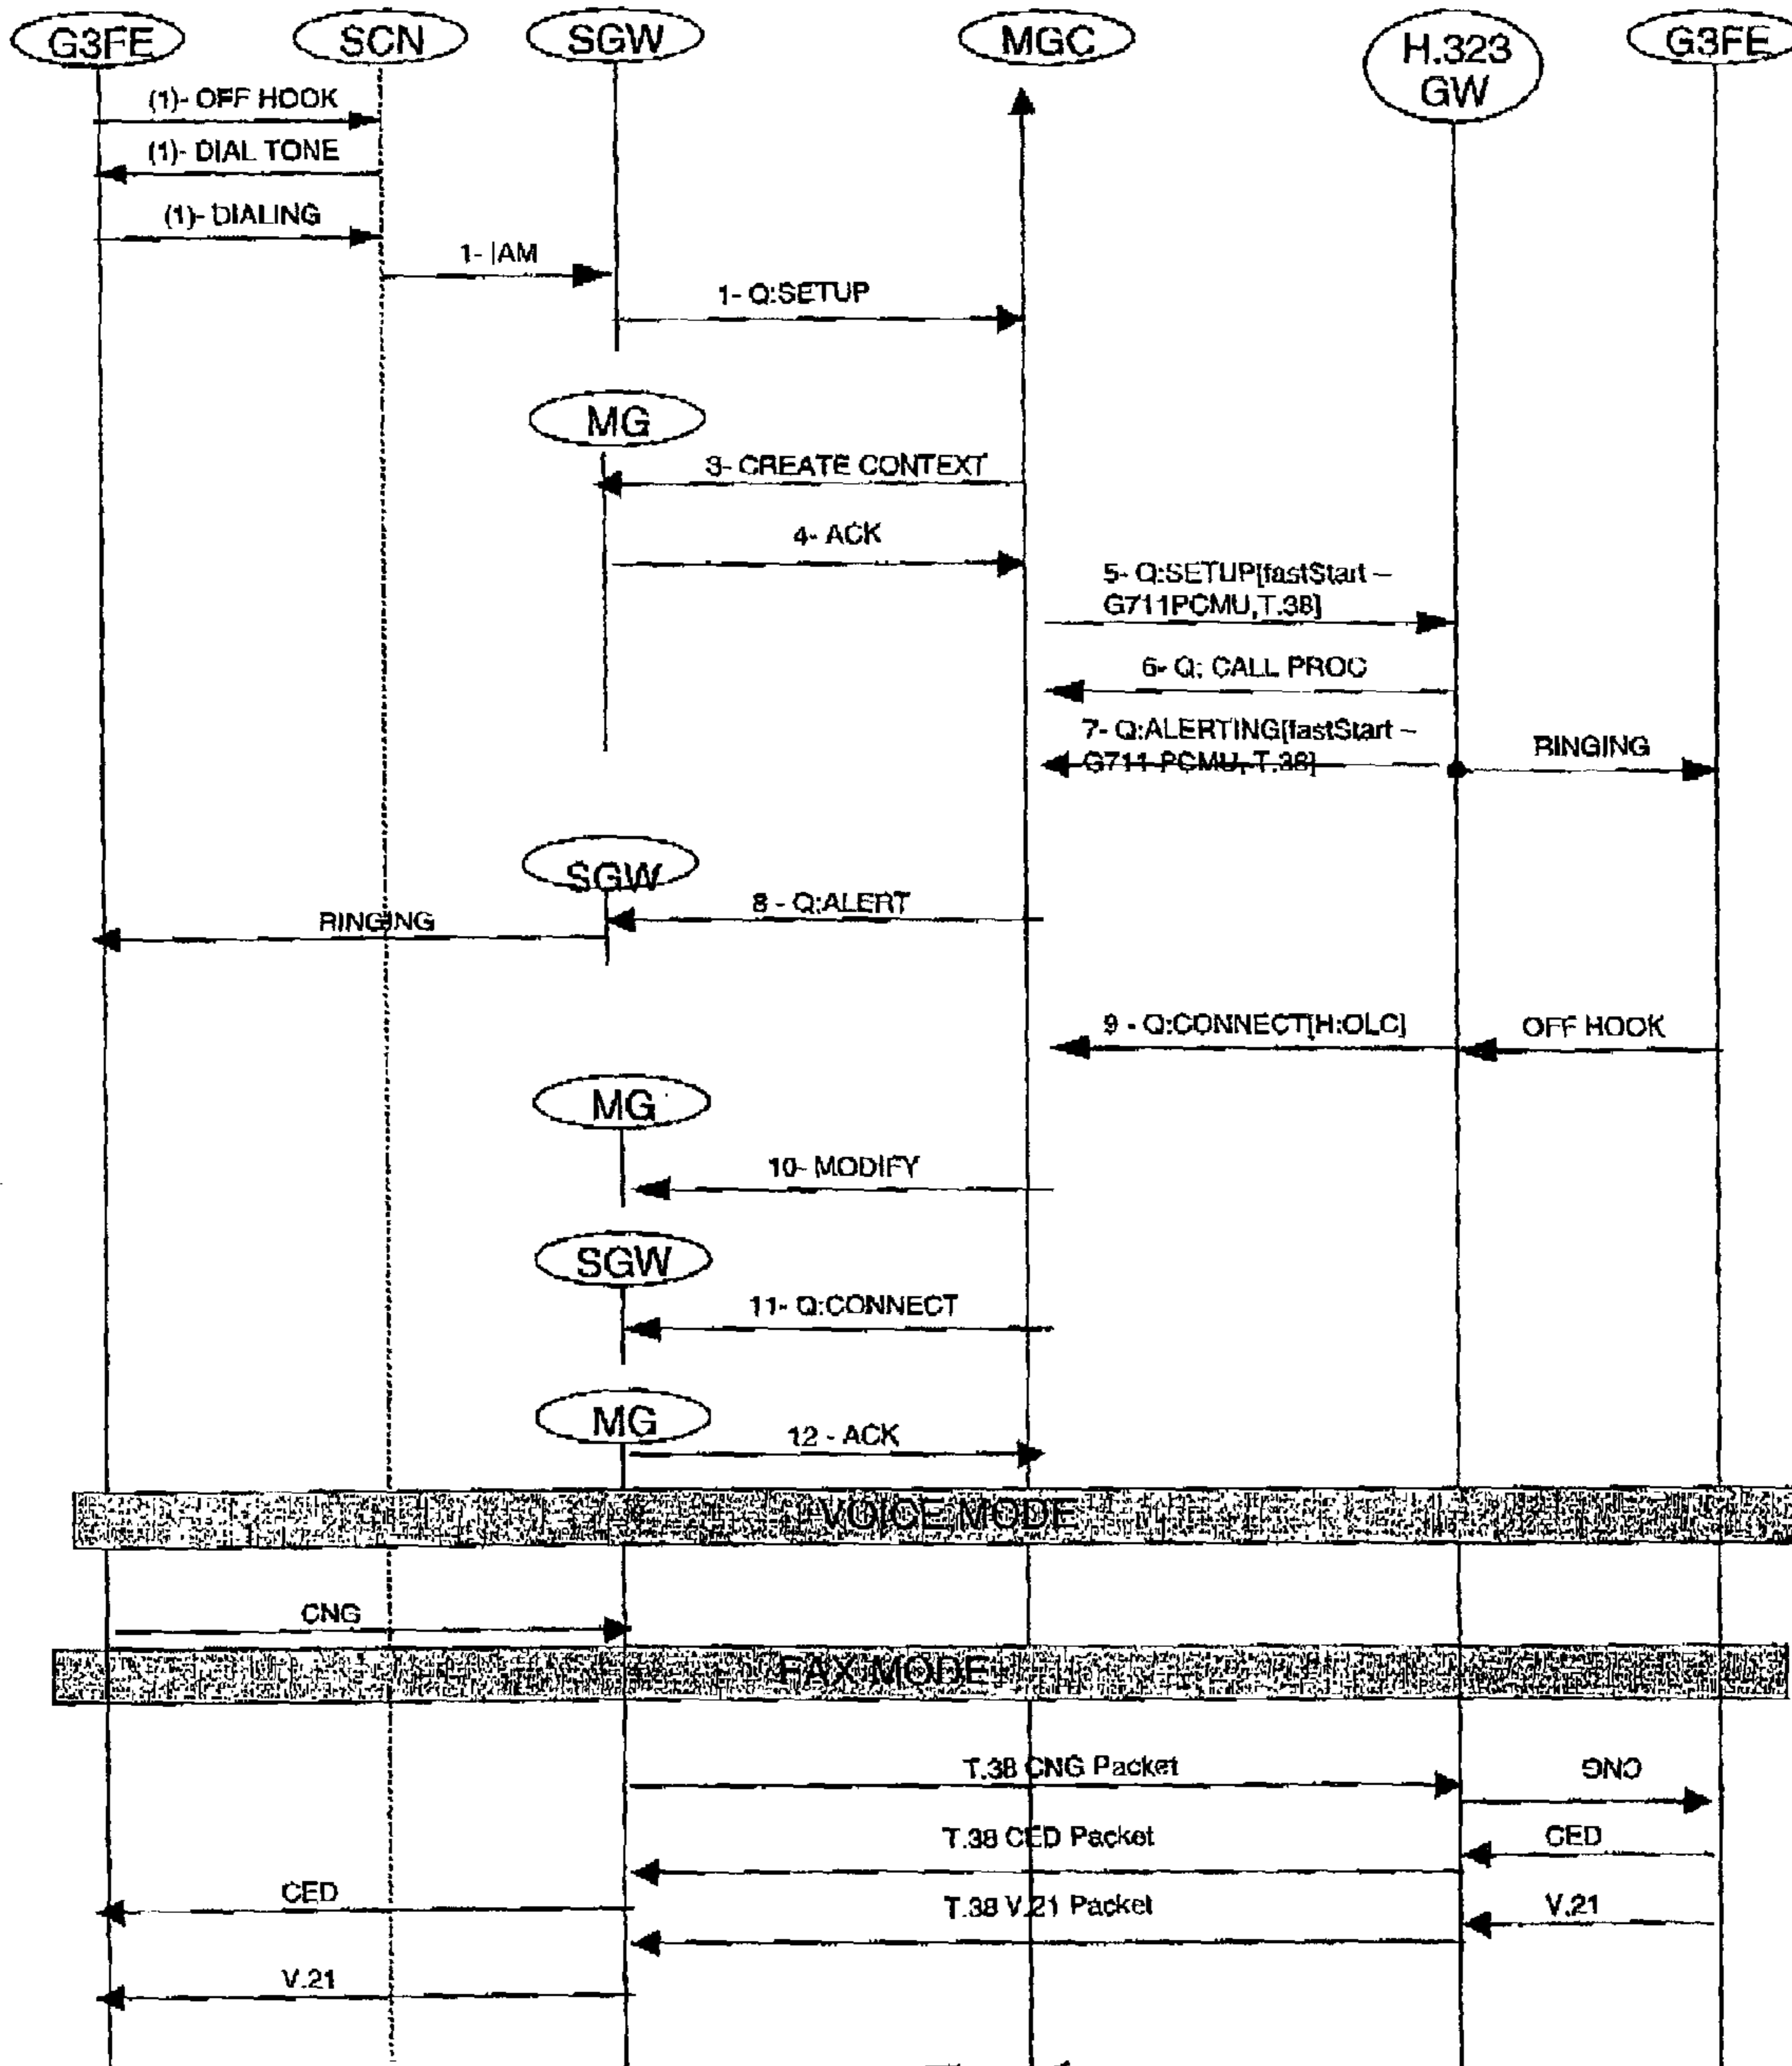 G3FE
SCN
SGW
MGC
H.323
GW
G3FE
(1)- OFF HOOK
(1)- DIAL TONE
(1)- DIALING
1- IAM
1- Q:SETUP
MG
3- CREATE CONTEXT
4- ACK
5- Q:SETUP[fastStart –
G711PCMU,T.38]
6- Q: CALL PROC
7- Q:ALERTING[fastStart –
G711 PCMU, T.38]
RINGING
SGW
8 - Q:ALERT
RINGING
9 - Q:CONNECT[H:OLC]
OFF HOOK
MG
10- MODIFY
SGW
11- Q:CONNECT
MG
12 - ACK
VOICE MODE
CNG
FAX MODE
T.38 CNG Packet
CNG
T.38 CED Packet
CED
CED
T.38 V.21 Packet
V.21
V.21